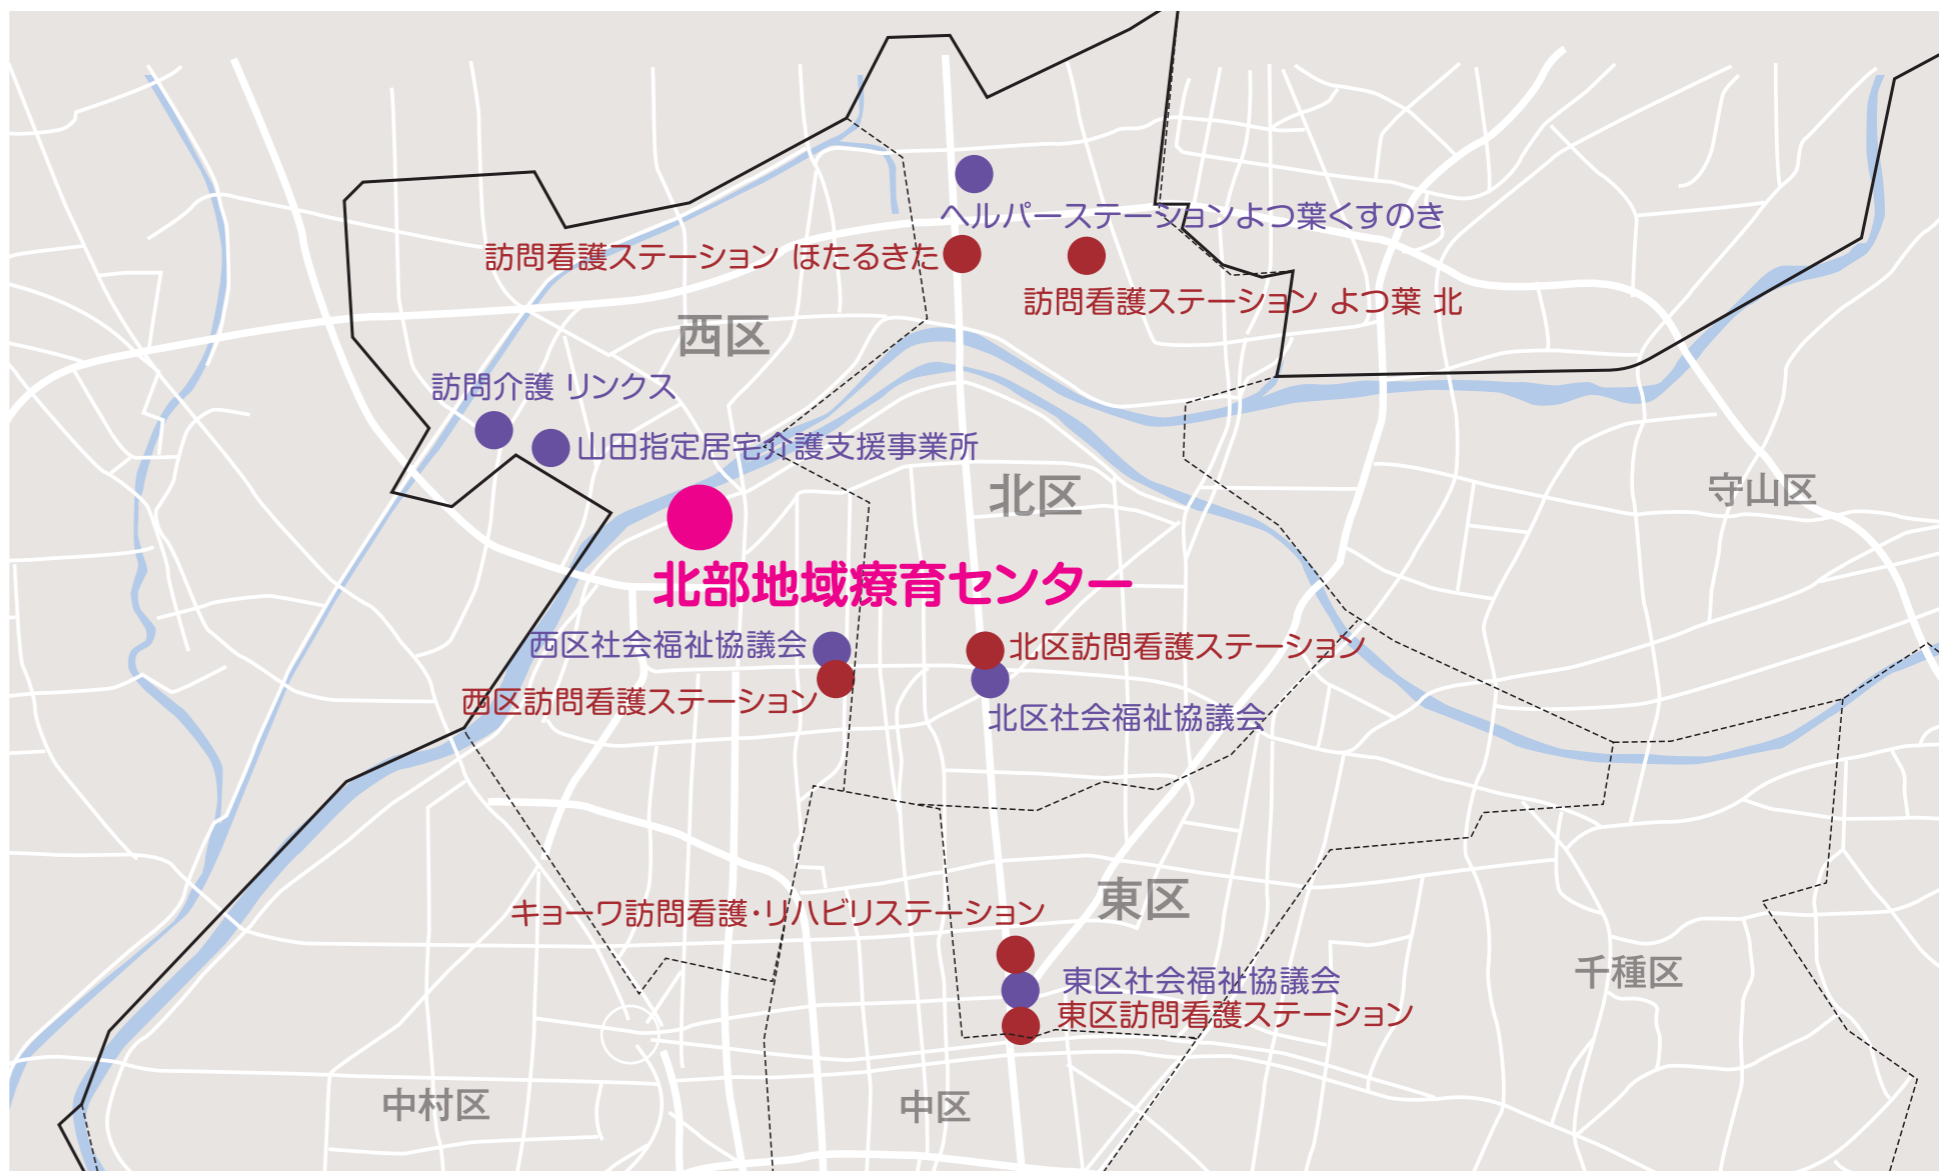 ヘルパーステーションよつ葉くすのき
訪問看護ステーション ほたるきた
訪問看護ステーション よつ葉 北
西区
訪問介護 リンクス
山田指定居宅介護支援事業所
北区
守山区
北部地域療育センター
西区社会福祉協議会
北区訪問看護ステーション
西区訪問看護ステーション
北区社会福祉協議会
東区
キョーワ訪問看護・リハビリステーション
千種区
東区社会福祉協議会
東区訪問看護ステーション
中村区
中区